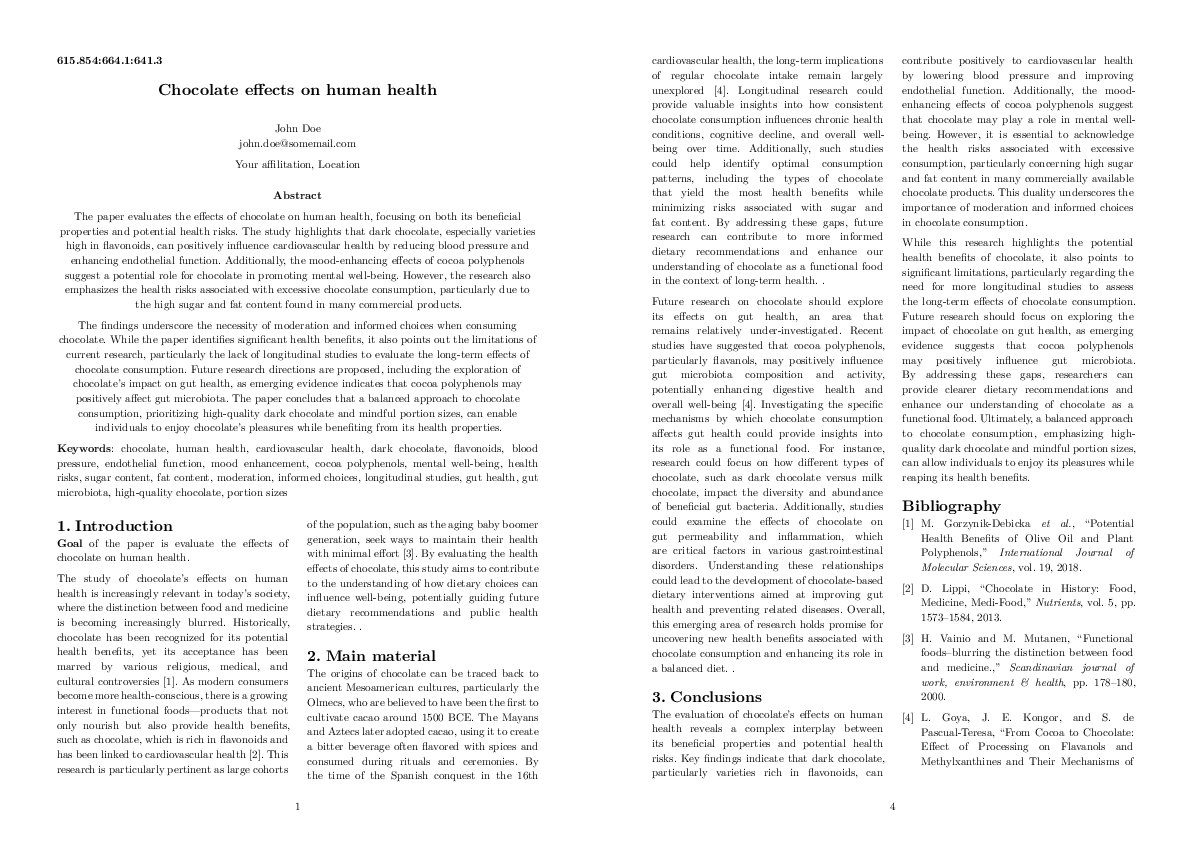 615.854:664.1:641.3
Chocolate effects on human health
John Doe
john.doe@somemail.com
Your affilitation, Location
Abstract
The paper evaluates the effects of chocolate on human health, focusing on both its beneficial
properties and potential health risks. The study highlights that dark chocolate, especially varieties
high in flavonoids, can positively influence cardiovascular health by reducing blood pressure and
enhancing endothelial function. Additionally, the mood-enhancing effects of cocoa polyphenols
suggest a potential role for chocolate in promoting mental well-being. However, the research also
emphasizes the health risks associated with excessive chocolate consumption, particularly due to
the high sugar and fat content found in many commercial products.
The findings underscore the necessity of moderation and informed choices when consuming
chocolate. While the paper identifies significant health benefits, it also points out the limitations of
current research, particularly the lack of longitudinal studies to evaluate the long-term effects of
chocolate consumption. Future research directions are proposed, including the exploration of
chocolate's impact on gut health, as emerging evidence indicates that cocoa polyphenols may
positively affect gut microbiota. The paper concludes that a balanced approach to chocolate
consumption, prioritizing high-quality dark chocolate and mindful portion sizes, can enable
individuals to enjoy chocolate's pleasures while benefiting from its health properties.
Keywords: chocolate, human health, cardiovascular health, dark chocolate, flavonoids, blood
pressure, endothelial function, mood enhancement, cocoa polyphenols, mental well-being, health
risks, sugar content, fat content, moderation, informed choices, longitudinal studies, gut health, gut
microbiota, high-quality chocolate, portion sizes
1. Introduction
Goal of the paper is evaluate the effects of
chocolate on human health.
The study of chocolate's effects on human
health is increasingly relevant in today's society,
where the distinction between food and medicine
is becoming increasingly blurred. Historically,
chocolate has been recognized for its potential
health benefits, yet its acceptance has been
marred by various religious, medical, and
cultural controversies [1]. As modern consumers
become more health-conscious, there is a growing
interest in functional foods—products that not
only nourish but also provide health benefits,
such as chocolate, which is rich in flavonoids and
has been linked to cardiovascular health [2]. This
research is particularly pertinent as large cohorts
of the population, such as the aging baby boomer
generation, seek ways to maintain their health
with minimal effort [3]. By evaluating the health
effects of chocolate, this study aims to contribute
to the understanding of how dietary choices can
influence well-being, potentially guiding future
dietary recommendations and public health
strategies. .
2. Main material
The origins of chocolate can be traced back to
ancient Mesoamerican cultures, particularly the
Olmecs, who are believed to have been the first to
cultivate cacao around 1500 BCE. The Mayans
and Aztecs later adopted cacao, using it to create
a bitter beverage often flavored with spices and
consumed during rituals and ceremonies. By
the time of the Spanish conquest in the 16th
1
cardiovascular health, the long-term implications
of regular chocolate intake remain largely
unexplored [4]. Longitudinal research could
provide valuable insights into how consistent
chocolate consumption influences chronic health
conditions, cognitive decline, and overall well-
being over time. Additionally, such studies
could help identify optimal consumption
patterns, including the types of chocolate
that yield the most health benefits while
minimizing risks associated with sugar and
fat content. By addressing these gaps, future
research can contribute to more informed
dietary recommendations and enhance our
understanding of chocolate as a functional food
in the context of long-term health. .
Future research on chocolate should explore
its effects on gut health, an area that
remains relatively under-investigated. Recent
studies have suggested that cocoa polyphenols,
particularly flavanols, may positively influence
gut microbiota composition and activity,
potentially enhancing digestive health and
overall well-being [4]. Investigating the specific
mechanisms by which chocolate consumption
affects gut health could provide insights into
its role as a functional food. For instance,
research could focus on how different types of
chocolate, such as dark chocolate versus milk
chocolate, impact the diversity and abundance
of beneficial gut bacteria. Additionally, studies
could examine the effects of chocolate on
gut permeability and inflammation, which
are critical factors in various gastrointestinal
disorders. Understanding these relationships
could lead to the development of chocolate-based
dietary interventions aimed at improving gut
health and preventing related diseases. Overall,
this emerging area of research holds promise for
uncovering new health benefits associated with
chocolate consumption and enhancing its role in
a balanced diet. .
3. Conclusions
The evaluation of chocolate's effects on human
health reveals a complex interplay between
its beneficial properties and potential health
risks. Key findings indicate that dark chocolate,
particularly varieties rich in flavonoids, can
contribute positively to cardiovascular health
by lowering blood pressure and improving
endothelial function. Additionally, the mood-
enhancing effects of cocoa polyphenols suggest
that chocolate may play a role in mental well-
being. However, it is essential to acknowledge
the health risks associated with excessive
consumption, particularly concerning high sugar
and fat content in many commercially available
chocolate products. This duality underscores the
importance of moderation and informed choices
in chocolate consumption.
While this research highlights the potential
health benefits of chocolate, it also points to
significant limitations, particularly regarding the
need for more longitudinal studies to assess
the long-term effects of chocolate consumption.
Future research should focus on exploring the
impact of chocolate on gut health, as emerging
evidence suggests that cocoa polyphenols
may positively influence gut microbiota.
By addressing these gaps, researchers can
provide clearer dietary recommendations and
enhance our understanding of chocolate as a
functional food. Ultimately, a balanced approach
to chocolate consumption, emphasizing high-
quality dark chocolate and mindful portion sizes,
can allow individuals to enjoy its pleasures while
reaping its health benefits.
Bibliography
[1] M. Gorzynik-Debicka et al., “Potential
Health Benefits of Olive Oil and Plant
Polyphenols,” International Journal of
Molecular Sciences, vol. 19, 2018.
[2] D. Lippi, “Chocolate in History: Food,
Medicine, Medi-Food,” Nutrients, vol. 5, pp.
1573–1584, 2013.
[3] H. Vainio and M. Mutanen, “Functional
foods–blurring the distinction between food
and medicine.,” Scandinavian journal of
work, environment & health, pp. 178–180,
2000.
[4] L. Goya, J. E. Kongor, and S. de
Pascual-Teresa, “From Cocoa to Chocolate:
Effect of Processing on Flavanols and
Methylxanthines and Their Mechanisms of
4